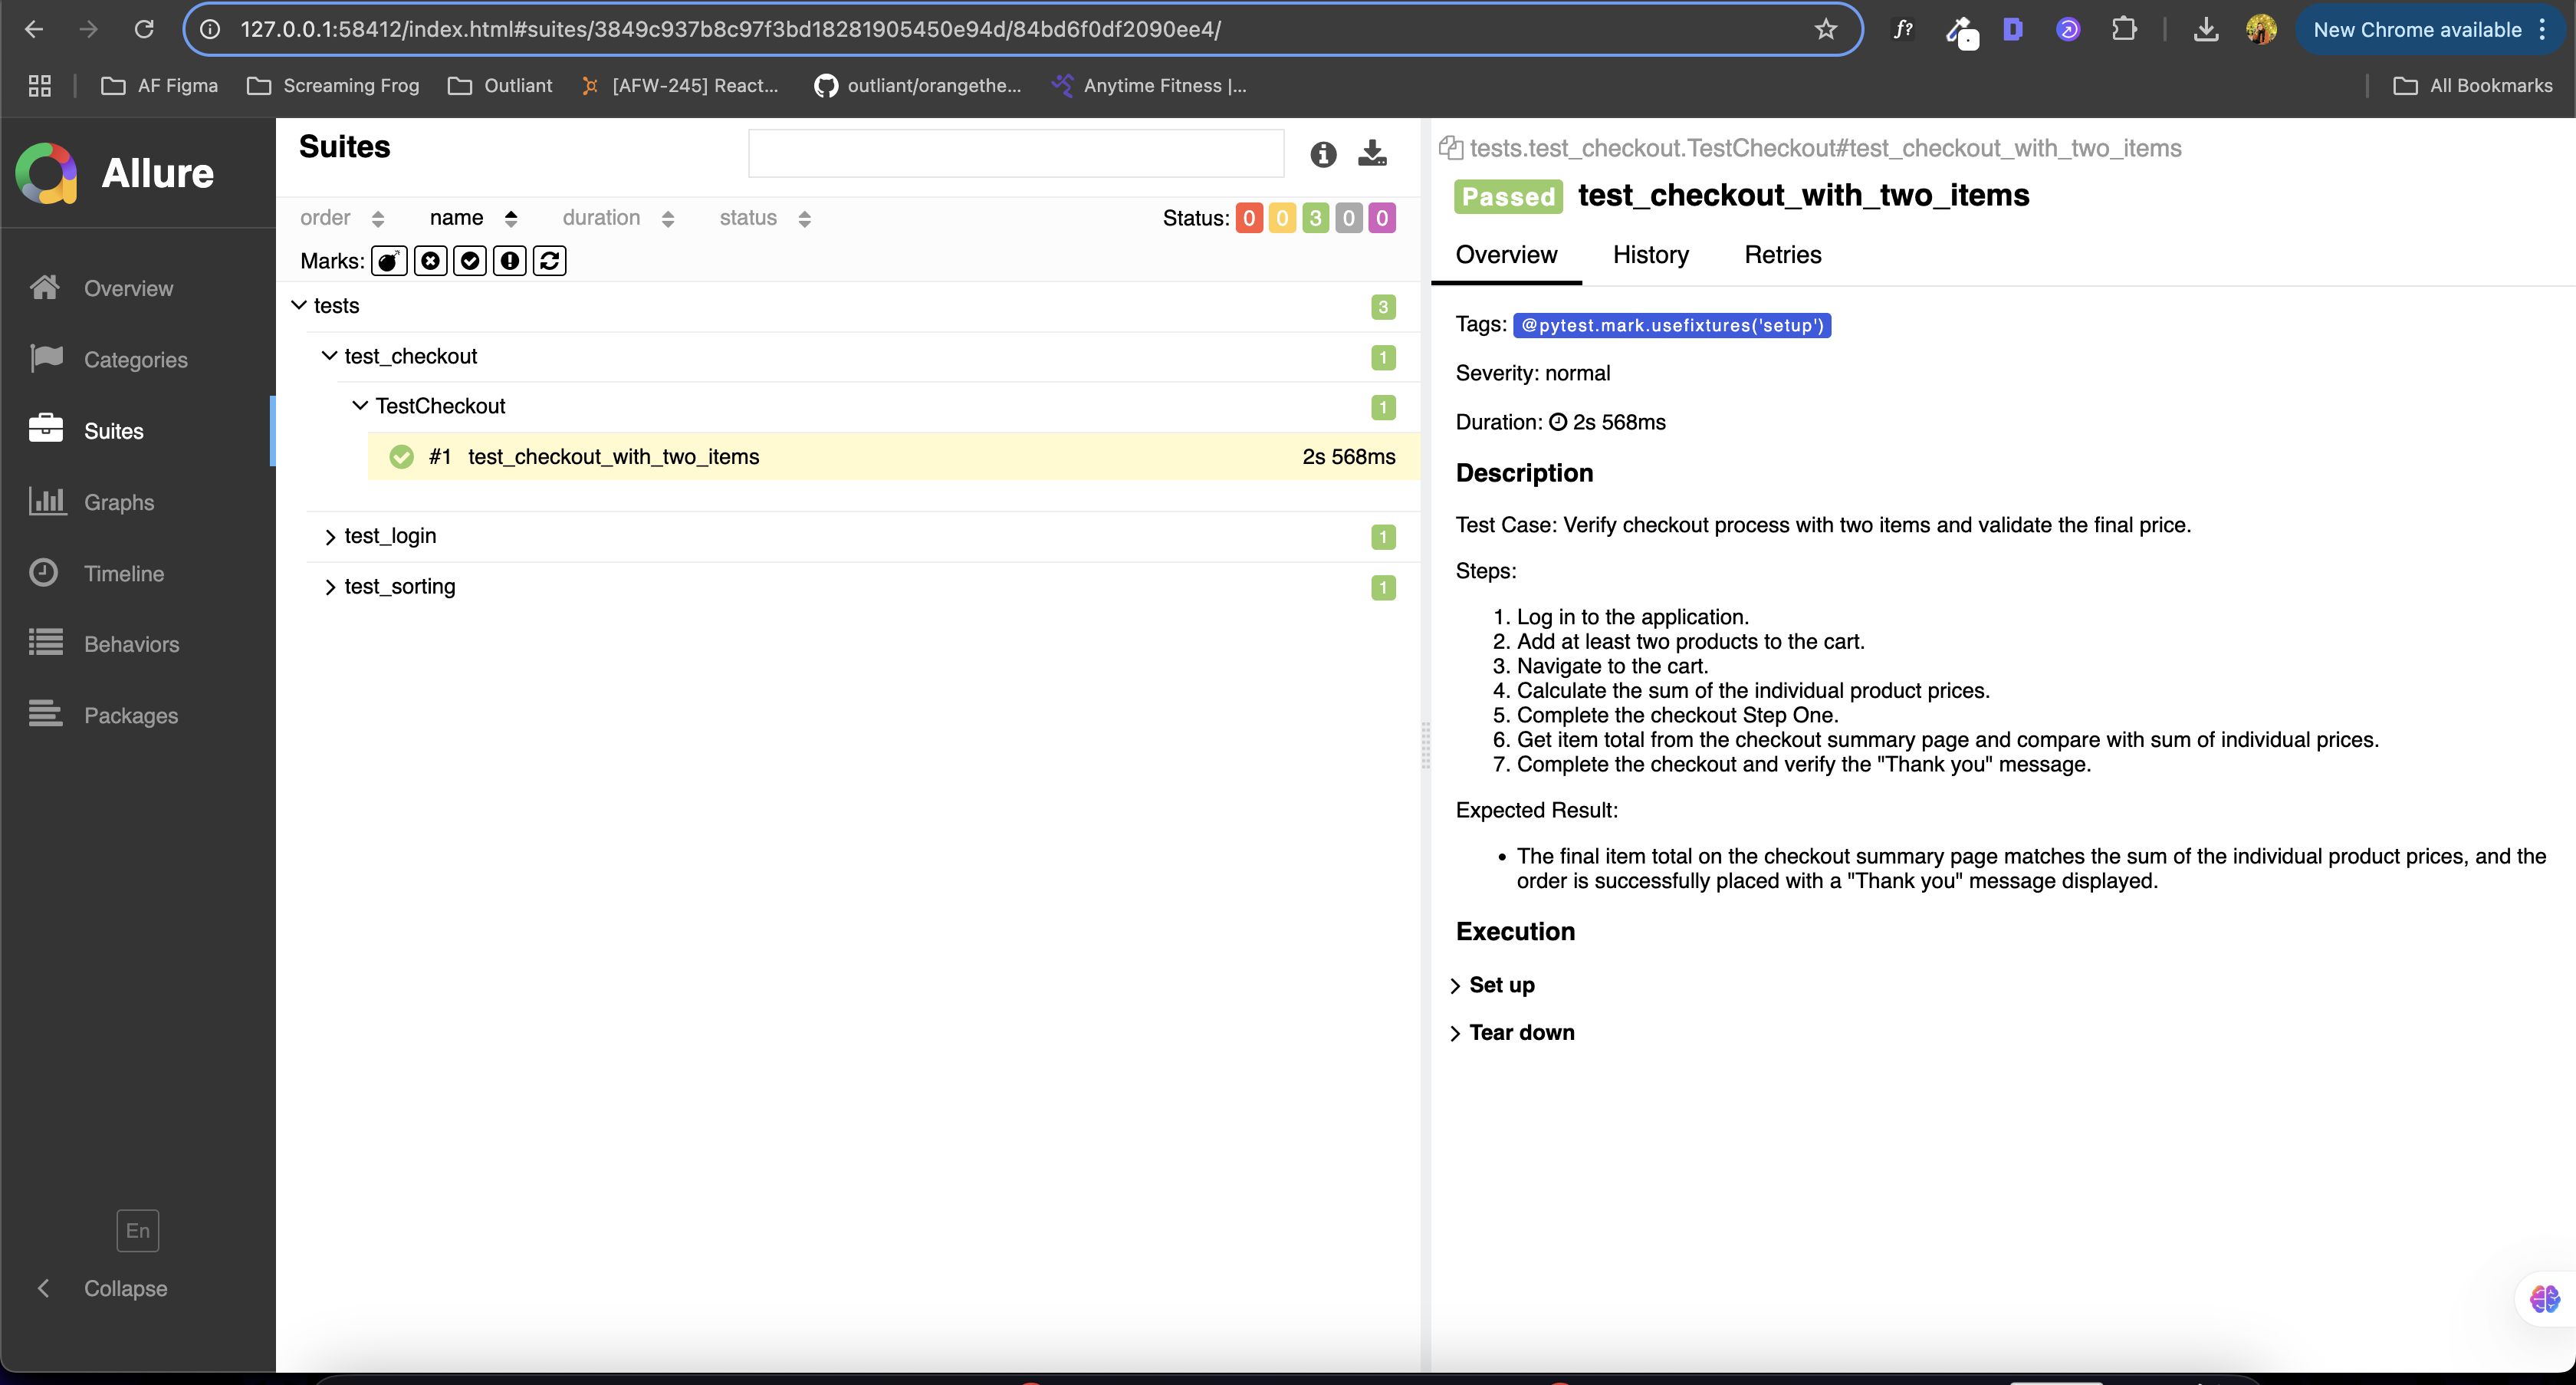 127.0.0.1:58412/index.html#suites/3849c937b8c97f3bd18281905450e94d/84bd6f0df2090ee4/
f?
New Chrome available
AF Figma
Screaming Frog
Outliant
[AFW-245] React...
outliant/orangethe...
Anytime Fitness |...
All Bookmarks
Allure
Overview
Categories
Suites
Graphs
Timeline
Behaviors
Packages
En
Collapse
Suites
order name duration status Status: 0 0 3 0 0
Marks:
tests 3
test_checkout 1
TestCheckout 1
#1 test_checkout_with_two_items 2s 568ms
test_login 1
test_sorting 1
tests.test_checkout.TestCheckout#test_checkout_with_two_items
Passed test_checkout_with_two_items
Overview History Retries
Tags: @pytest.mark.usefixtures('setup')
Severity: normal
Duration: 2s 568ms
Description
Test Case: Verify checkout process with two items and validate the final price.
Steps:
1. Log in to the application.
2. Add at least two products to the cart.
3. Navigate to the cart.
4. Calculate the sum of the individual product prices.
5. Complete the checkout Step One.
6. Get item total from the checkout summary page and compare with sum of individual prices.
7. Complete the checkout and verify the "Thank you" message.
Expected Result:
• The final item total on the checkout summary page matches the sum of the individual product prices, and the
order is successfully placed with a "Thank you" message displayed.
Execution
Set up
Tear down